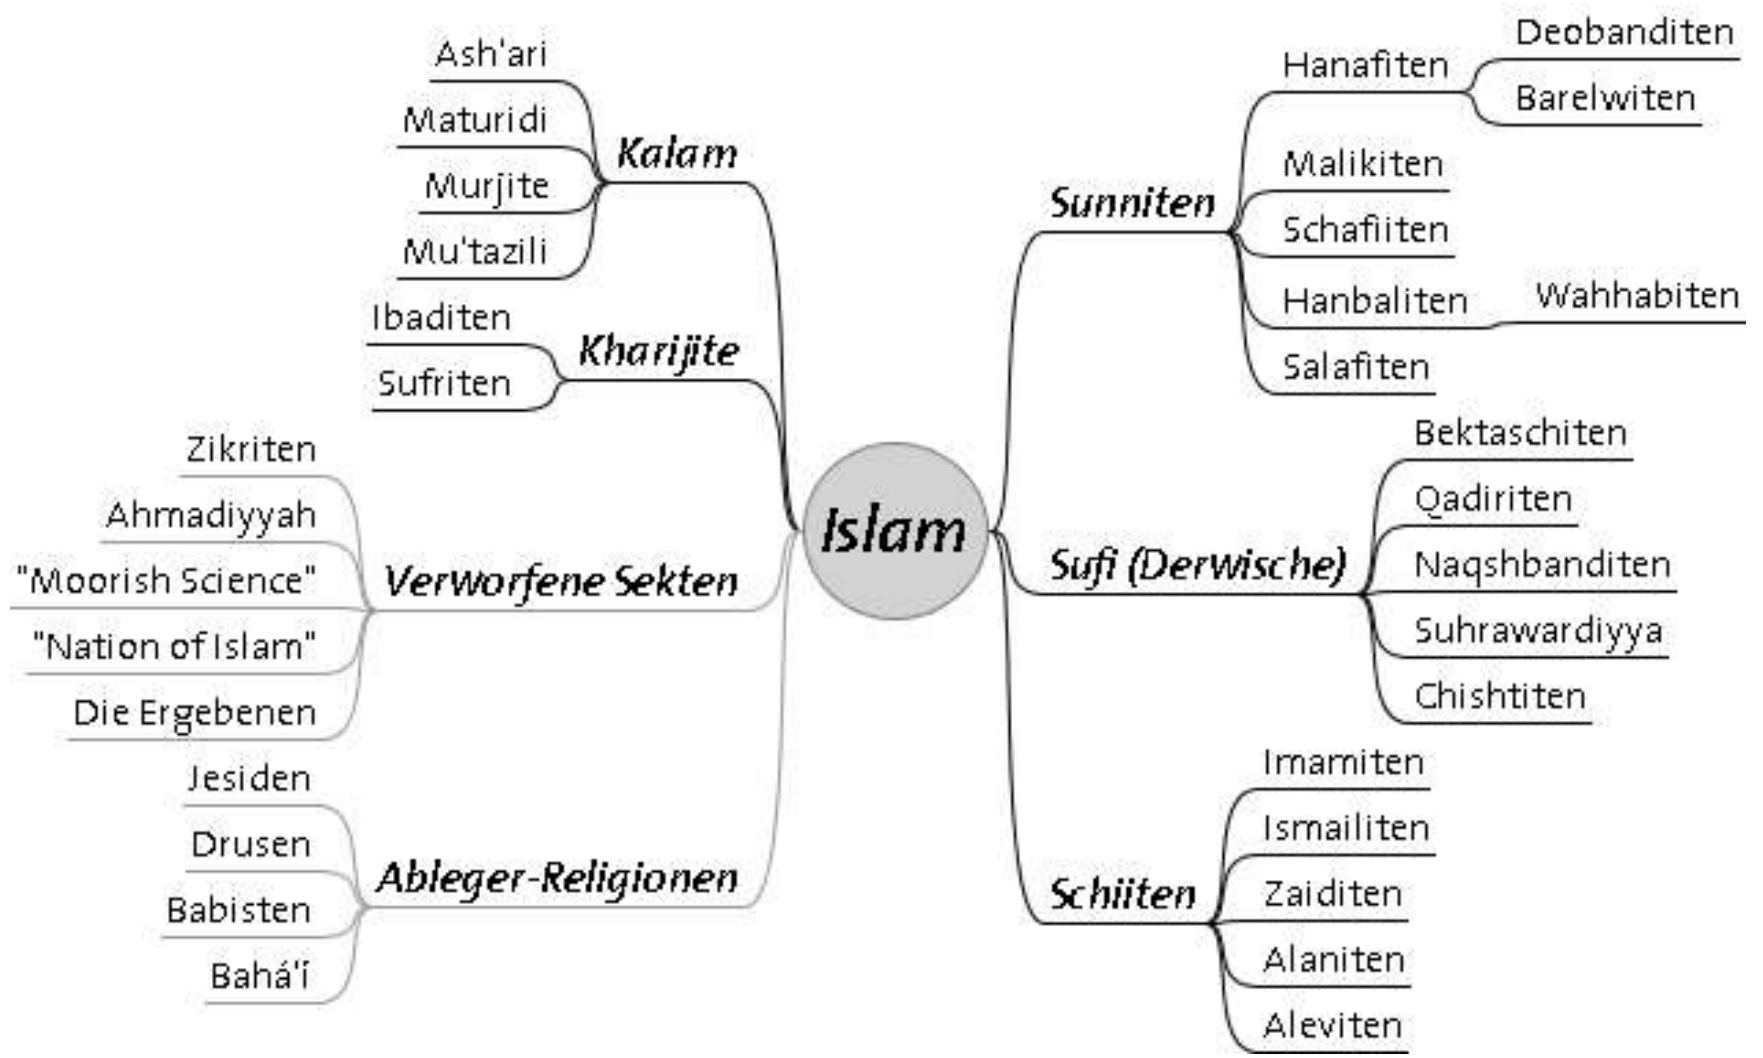 Islam
Kalam
Ash'ari
Maturidi
Murjite
Mu'tazili
Kharijite
Ibaditen
Sufriten
Verworfene Sekten
Zikriten
Ahmadiyyah
"Moorish Science"
"Nation of Islam"
Die Ergebenen
Ableger-Religionen
Jesiden
Drusen
Babisten
Bahá'í
Sunniten
Hanafiten
Deobanditen
Barelwiten
Malikiten
Schafiiten
Hanbaliten
Wahhabiten
Salafiten
Sufi (Derwische)
Bektaschiten
Qadiriten
Naqshbanditen
Suhrawardiyya
Chishtiten
Schiiten
Imamiten
Ismailiten
Zaiditen
Alaniten
Aleviten